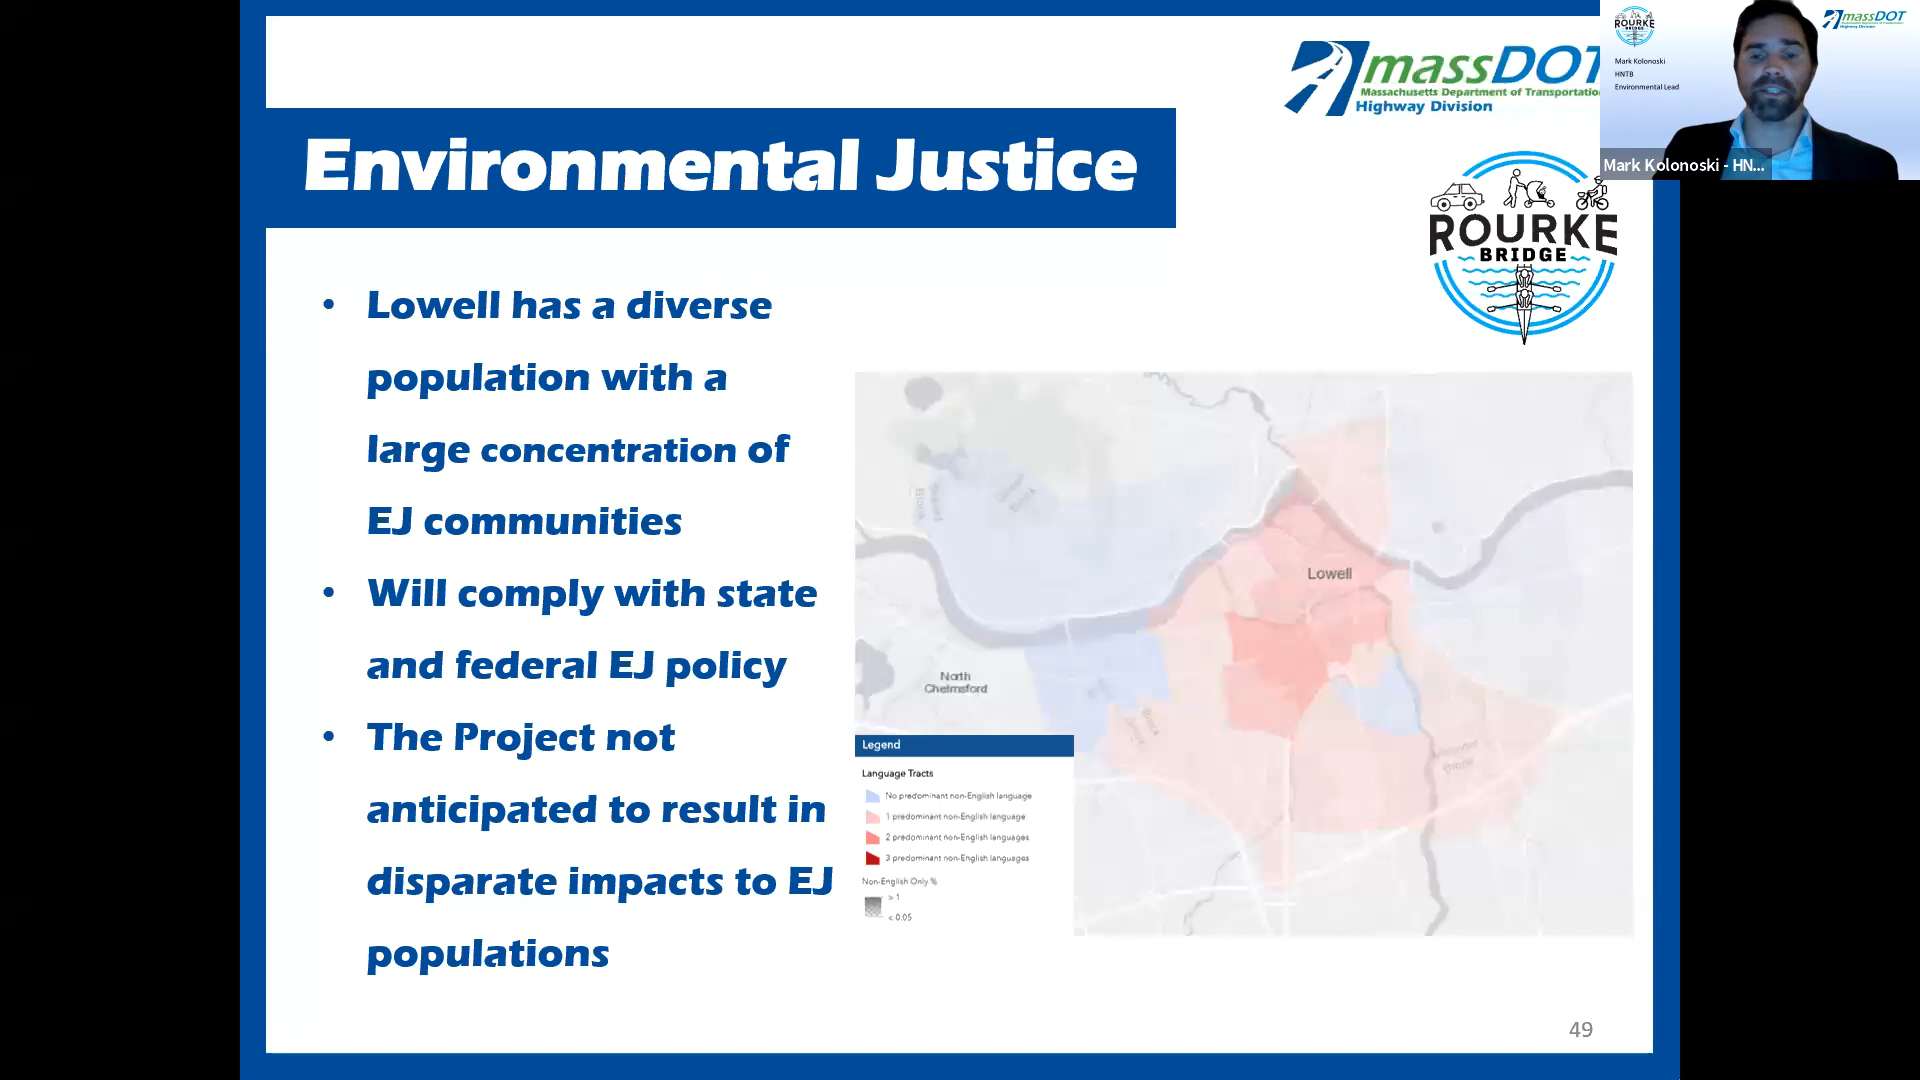 massDOT
Massachusetts Department of Transportation
Highway Division
ROURKE
BRIDGE
Mark Kolonoski
HNTB
Environmental Lead
massDOT
Highway Division
Mark Kolonoski - HN...
Environmental Justice
ROURKE
BRIDGE
• Lowell has a diverse
population with a
large concentration of
EJ communities
• Will comply with state
and federal EJ policy
• The Project not
anticipated to result in
disparate impacts to EJ
populations
Lowell
North
Chelmsford
Legend
Language Tracts
No predominant non-English language
1 predominant non-English language
2 predominant non-English languages
3 predominant non-English languages
Non-English Only %
> 1
< 0.05
49